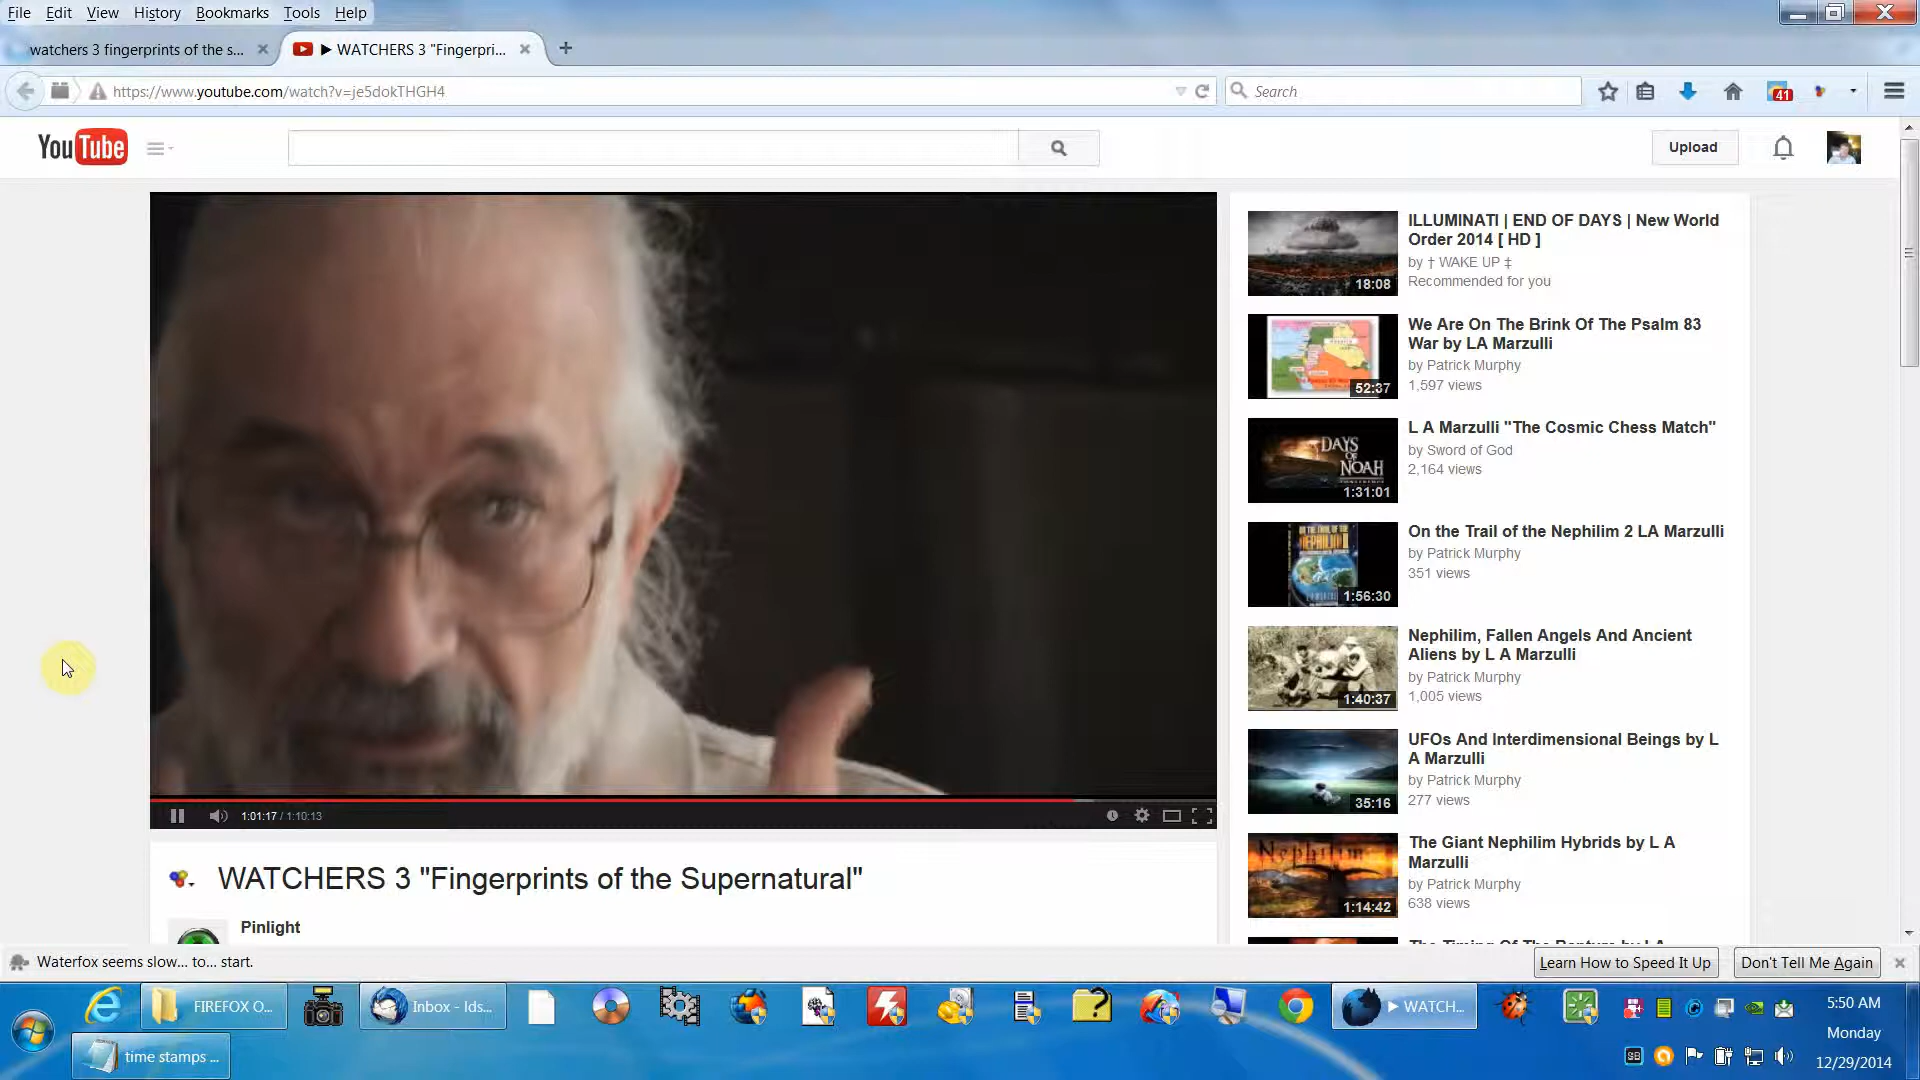 File Edit View History Bookmarks Tools Help
watchers 3 fingerprints of the s...
▶ WATCHERS 3 "Fingerpri...
https://www.youtube.com/watch?v=je5dokTHGH4
Search
41
YouTube
Upload
ILLUMINATI | END OF DAYS | New World
Order 2014 [ HD ]
by † WAKE UP ‡
Recommended for you
18:08
We Are On The Brink Of The Psalm 83
War by LA Marzulli
by Patrick Murphy
1,597 views
52:37
L A Marzulli "The Cosmic Chess Match"
by Sword of God
2,164 views
DAYS
OF
NOAH
1:31:01
On the Trail of the Nephilim 2 LA Marzulli
by Patrick Murphy
351 views
1:56:30
Nephilim, Fallen Angels And Ancient
Aliens by L A Marzulli
by Patrick Murphy
1,005 views
1:40:37
UFOs And Interdimensional Beings by L
A Marzulli
by Patrick Murphy
277 views
35:16
The Giant Nephilim Hybrids by L A
Marzulli
by Patrick Murphy
638 views
Nephilim
1:14:42
The Timing Of The Rapture by L A
1:01:17 / 1:10:13
WATCHERS 3 "Fingerprints of the Supernatural"
Pinlight
Waterfox seems slow... to... start.
Learn How to Speed It Up
Don't Tell Me Again
FIREFOX O...
Inbox - Ids...
▶ WATCH...
time stamps ...
5:50 AM
Monday
12/29/2014